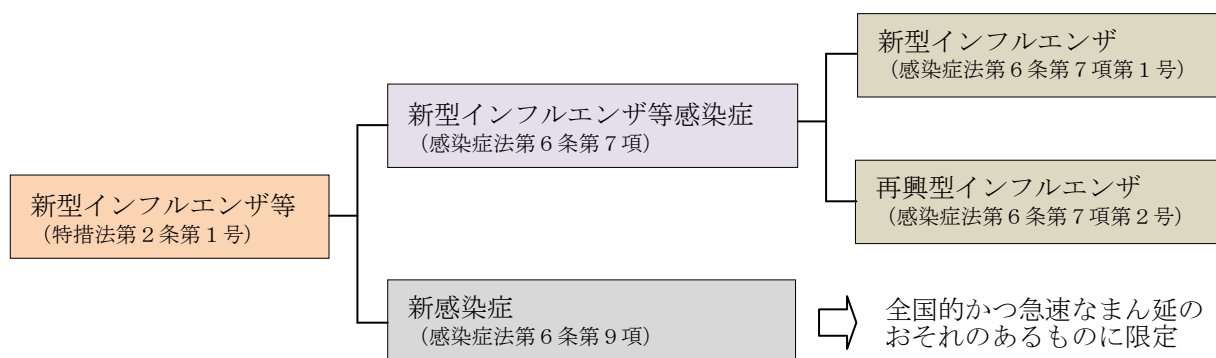 新型インフルエンザ等
(特措法第２条第１号)
新型インフルエンザ等感染症
(感染症法第６条第７項)
新型インフルエンザ
(感染症法第６条第７項第１号)
再興型インフルエンザ
(感染症法第６条第７項第２号)
新感染症
(感染症法第６条第９項)
全国的かつ急速なまん延の
おそれのあるものに限定